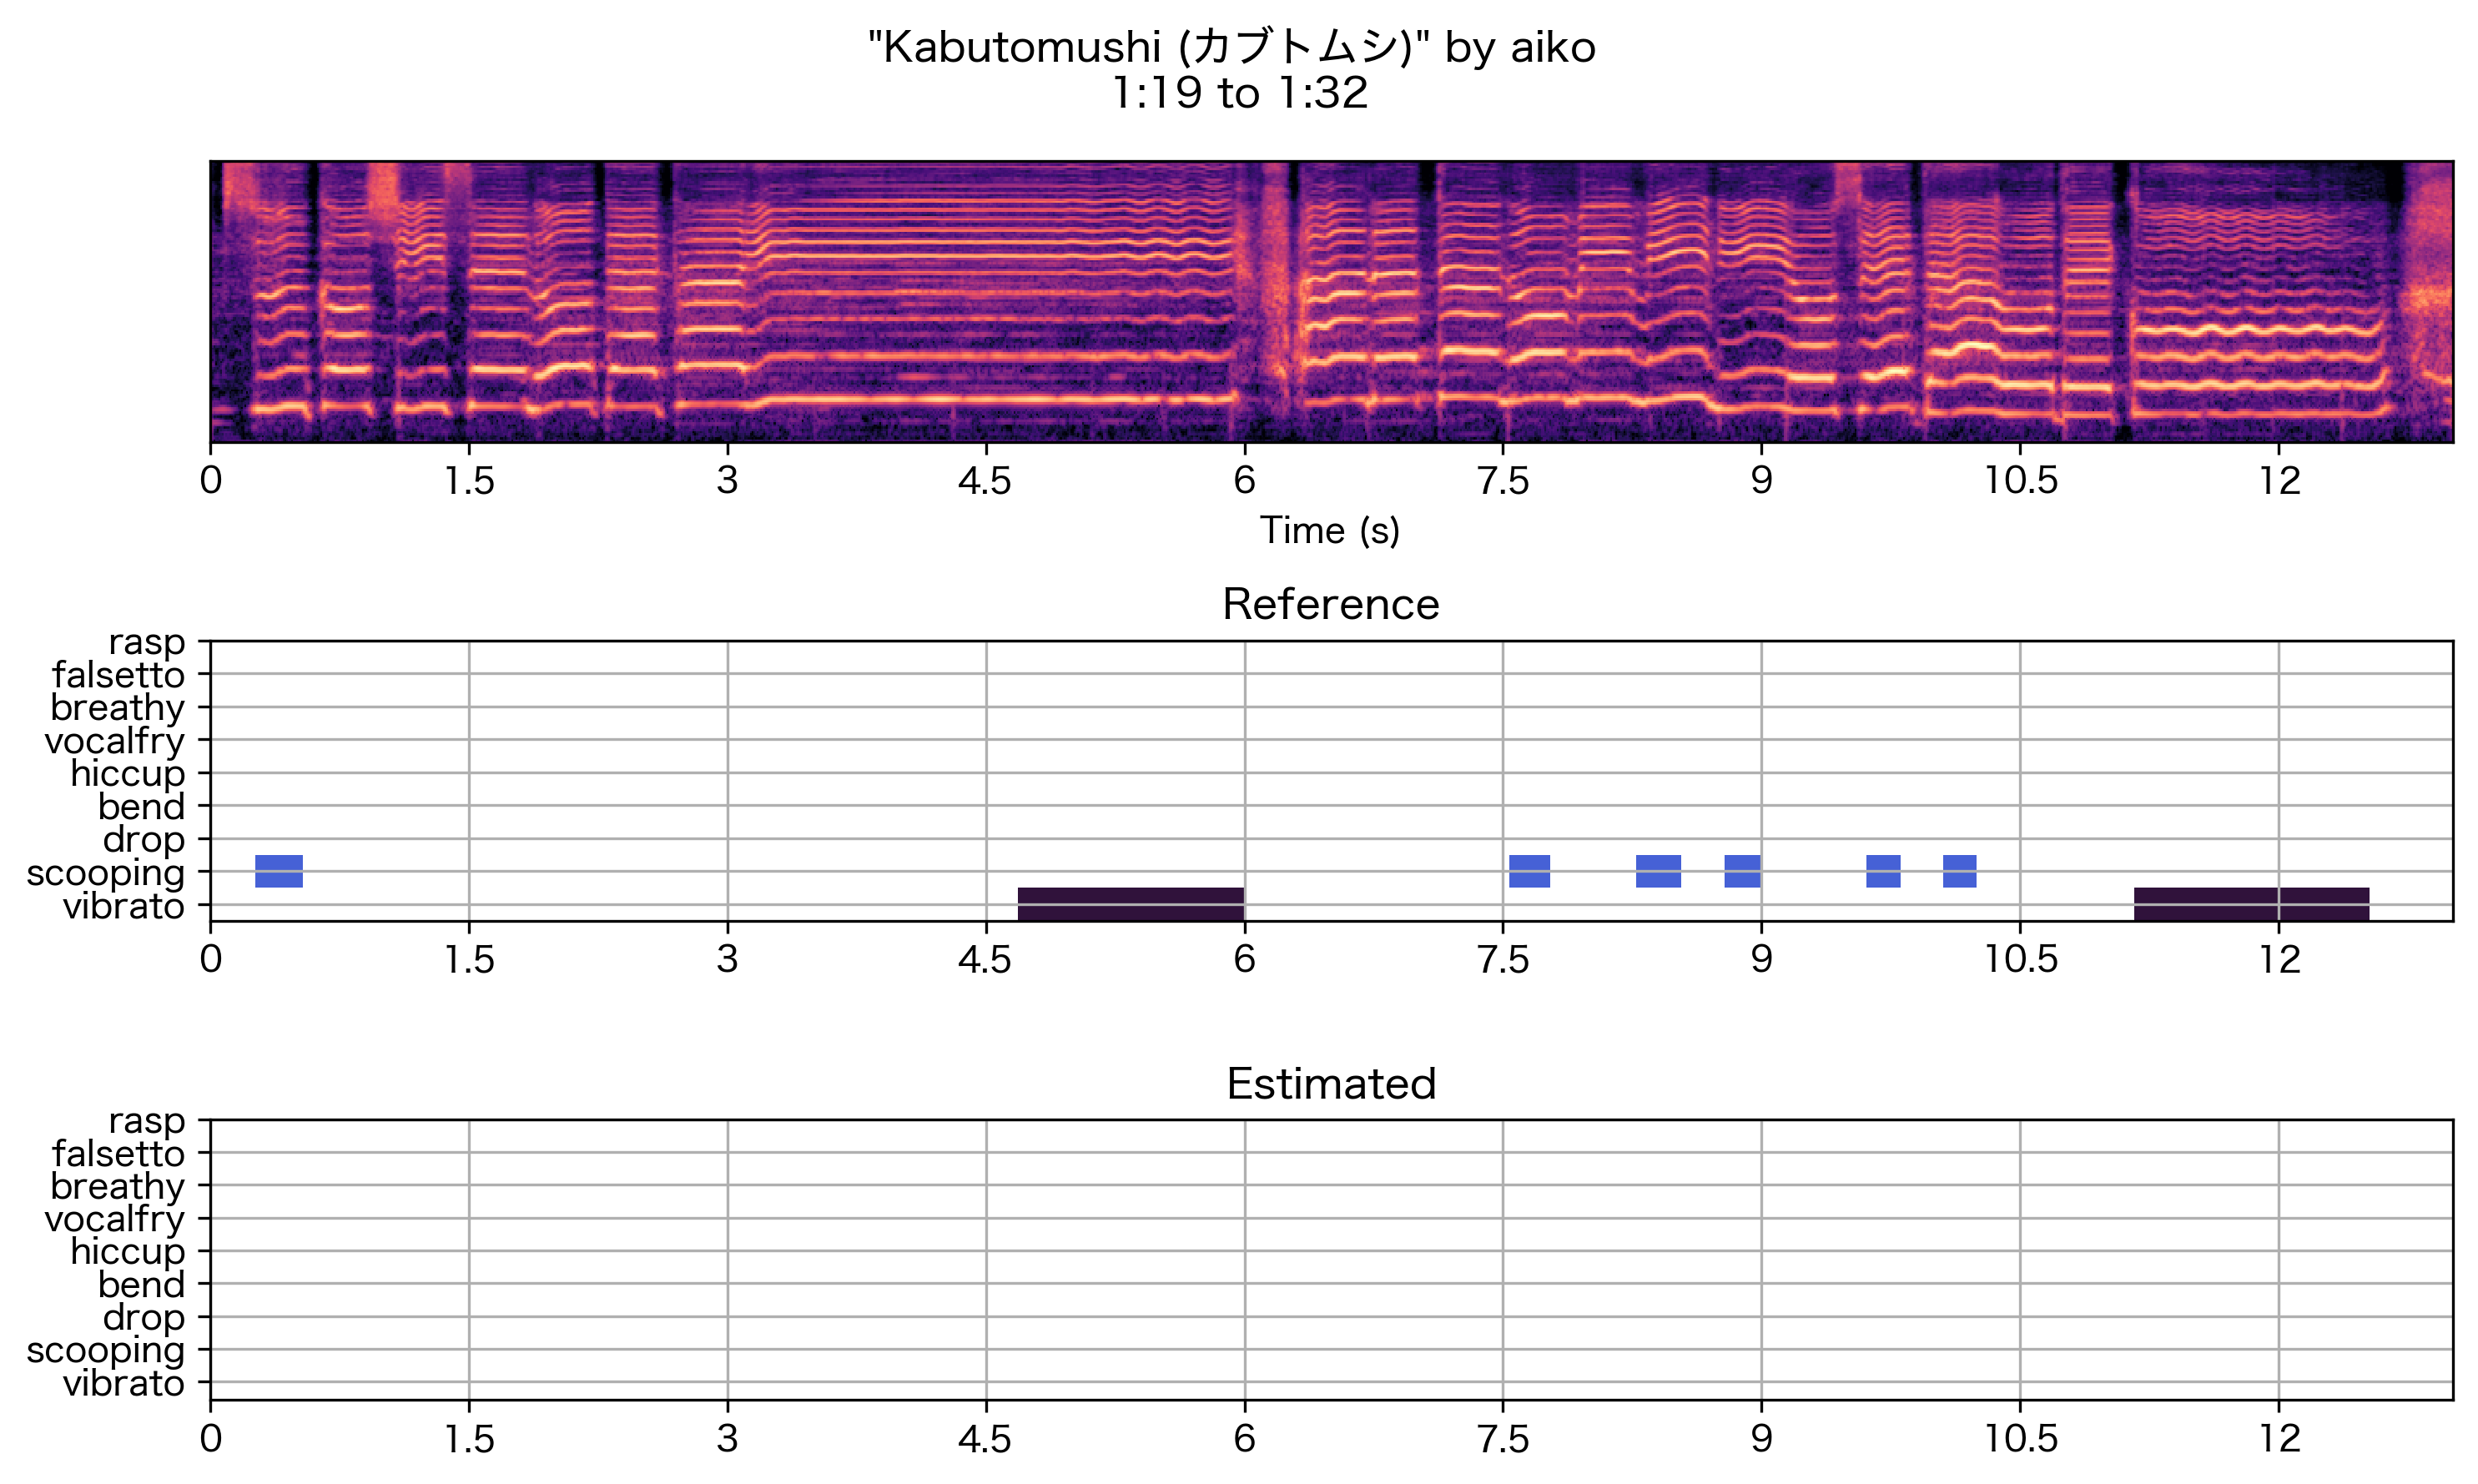 "Kabutomushi (カブトムシ)" by aiko
1:19 to 1:32
0 1.5 3 4.5 6 7.5 9 10.5 12
Time (s)
Reference
rasp
falsetto
breathy
vocalfry
hiccup
bend
drop
scooping
vibrato
0 1.5 3 4.5 6 7.5 9 10.5 12
Estimated
rasp
falsetto
breathy
vocalfry
hiccup
bend
drop
scooping
vibrato
0 1.5 3 4.5 6 7.5 9 10.5 12